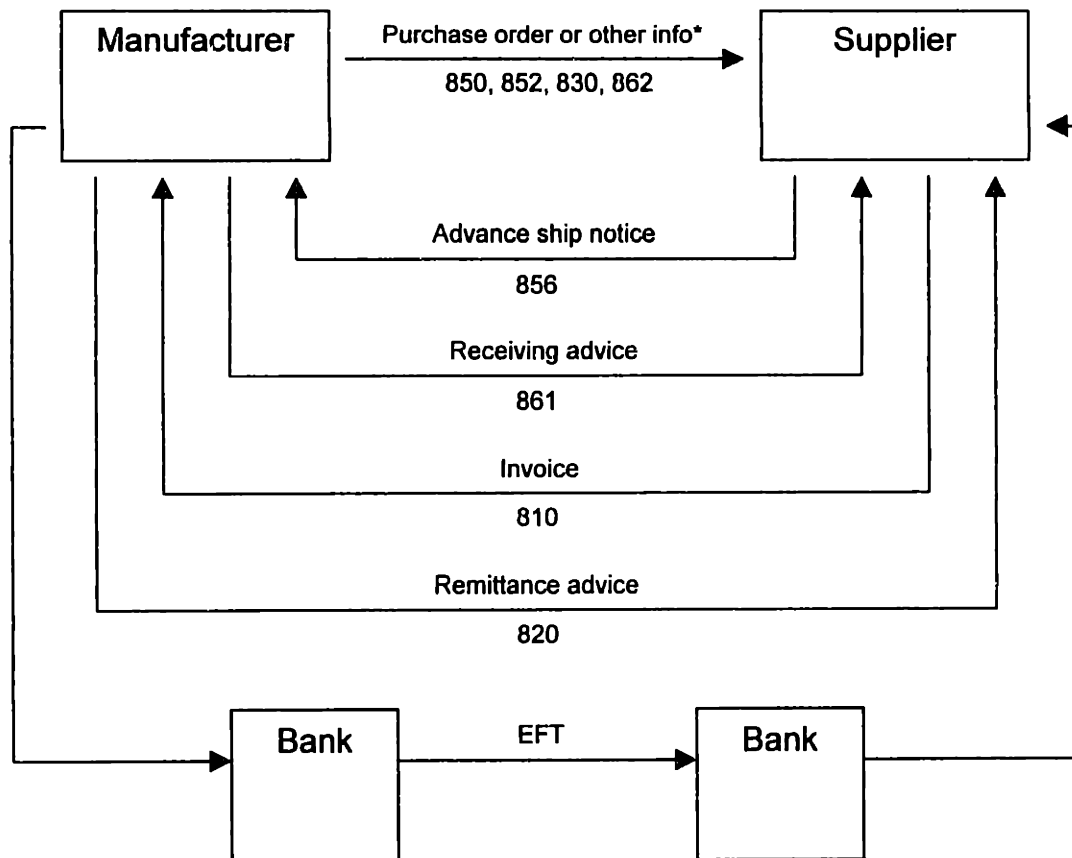 Manufacturer
Purchase order or other info*
850, 852, 830, 862
Supplier
Advance ship notice
856
Receiving advice
861
Invoice
810
Remittance advice
820
Bank
EFT
Bank